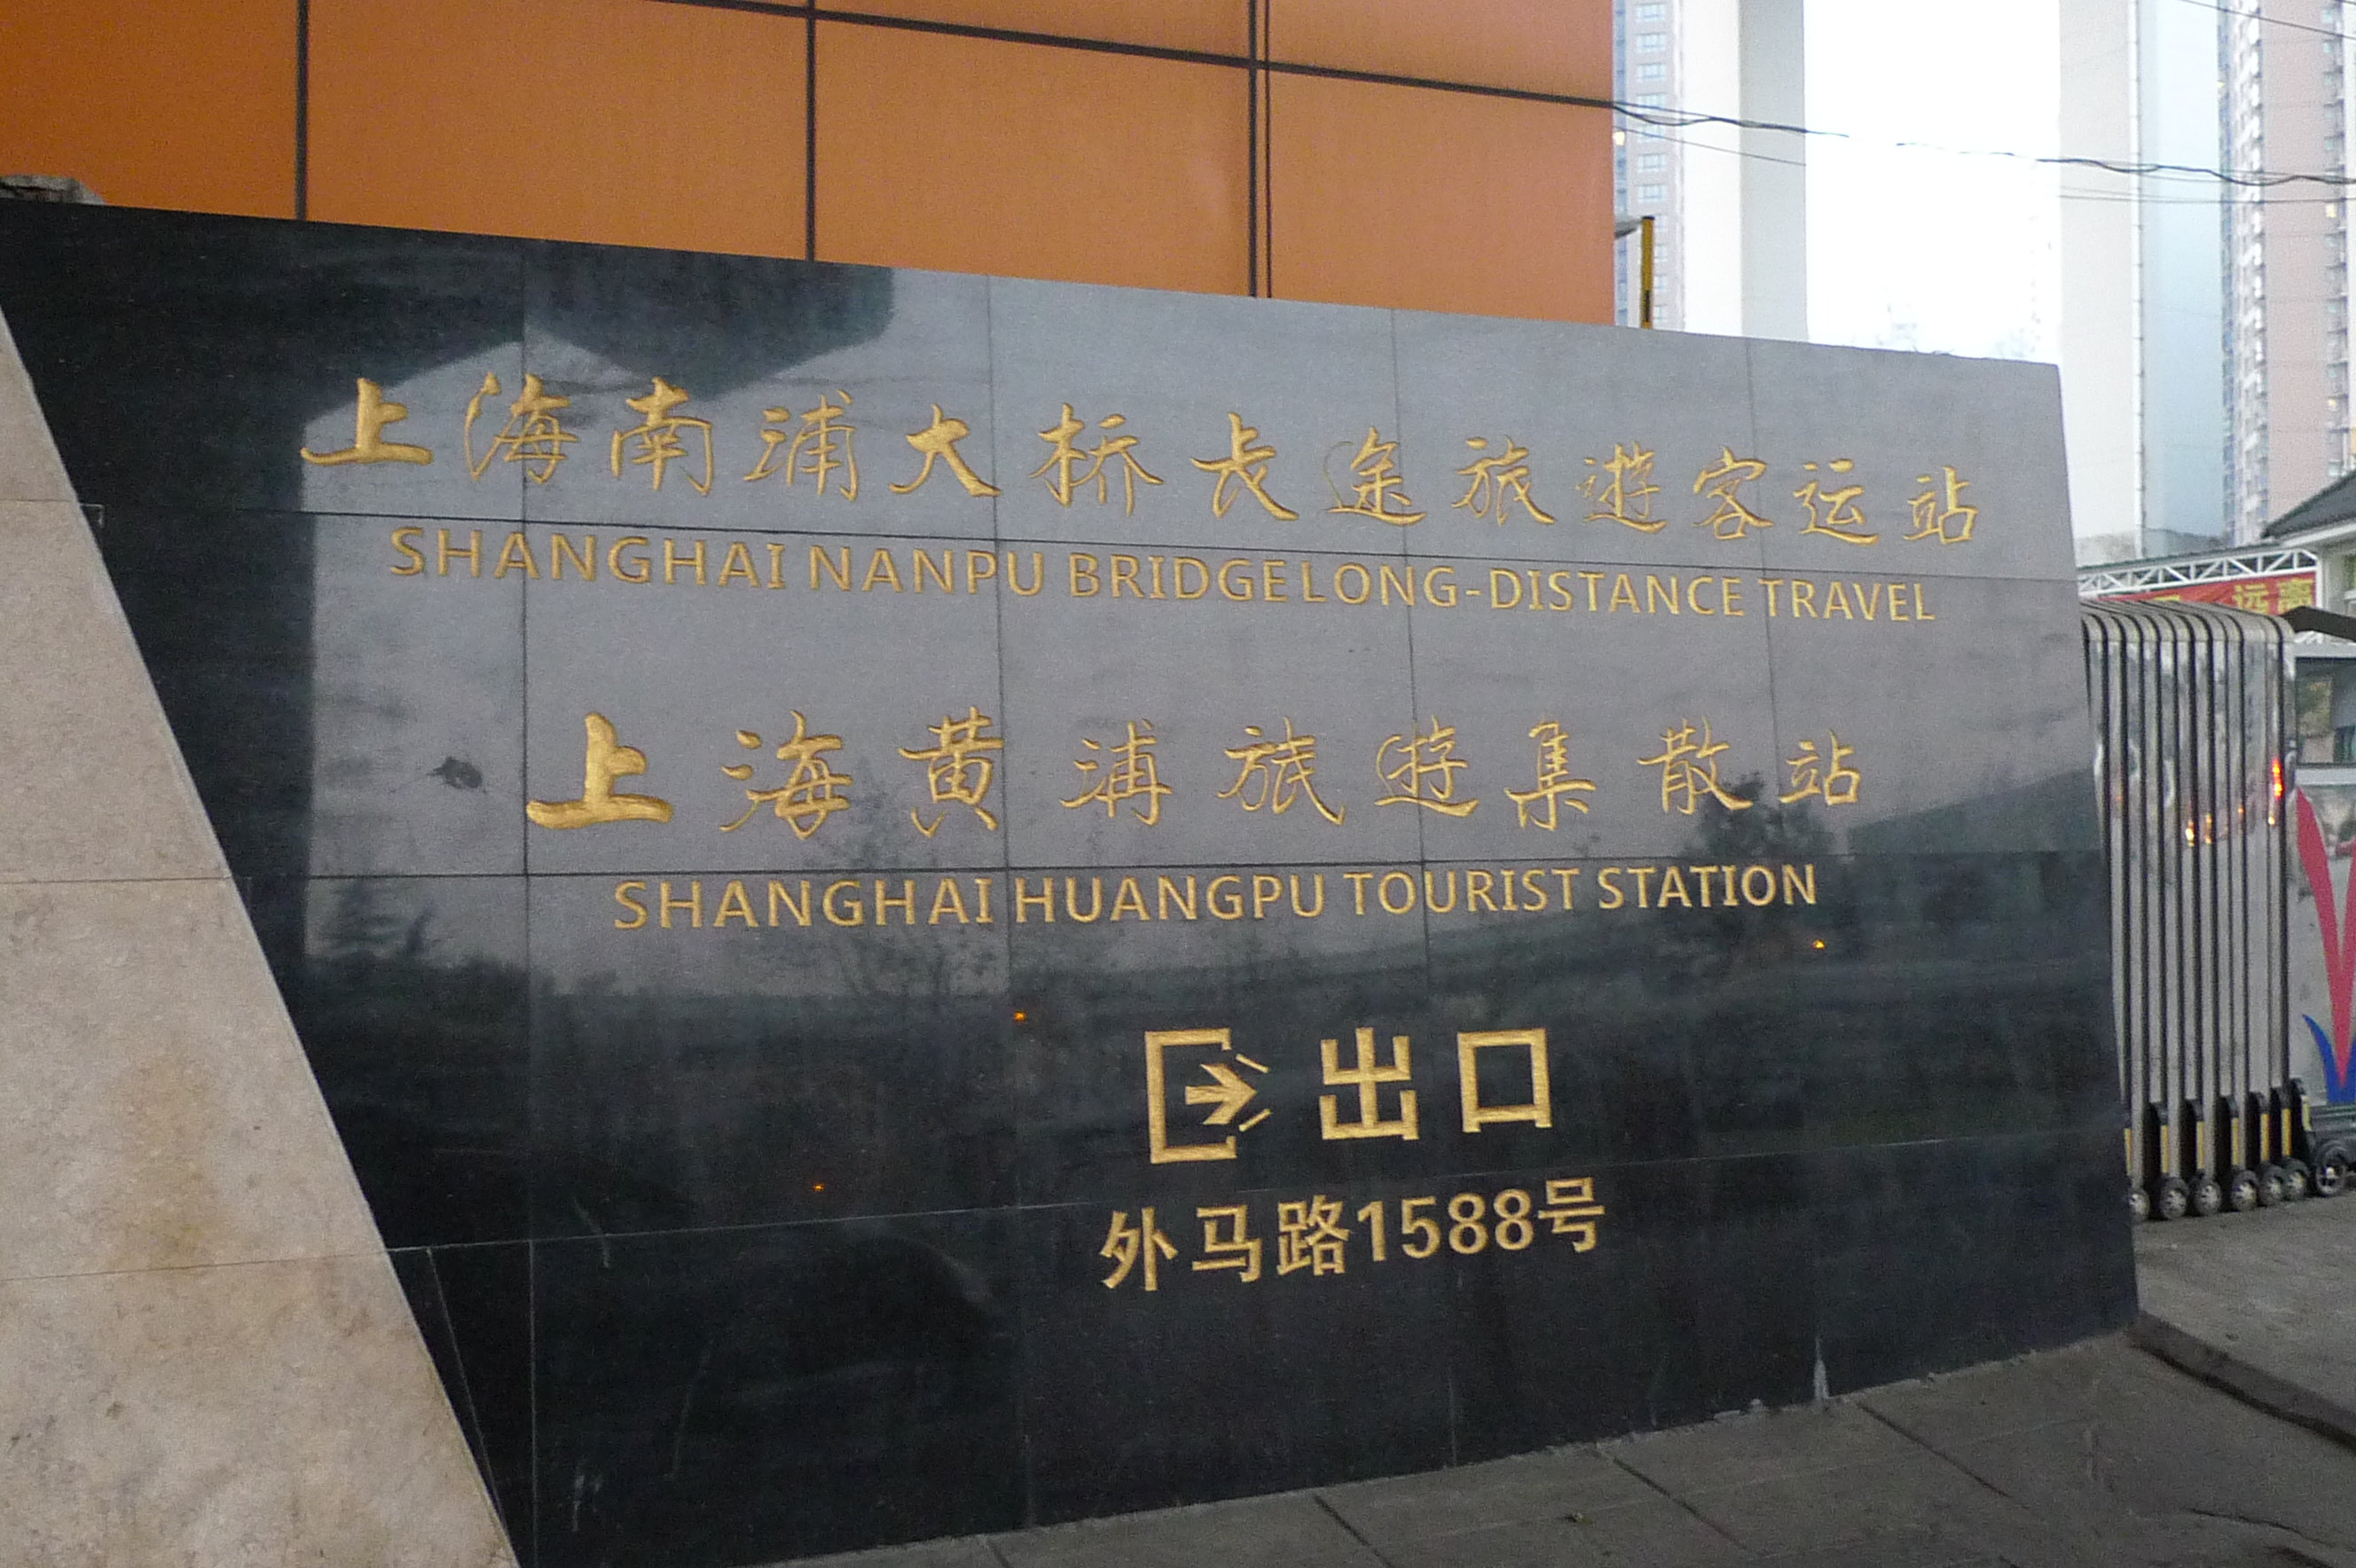 上海南浦大桥长途旅遊客运站
SHANGHAI NANPU BRIDGE LONG-DISTANCE TRAVEL
上海黄浦旅遊集散站
SHANGHAI HUANGPU TOURIST STATION
出口
外马路1588号